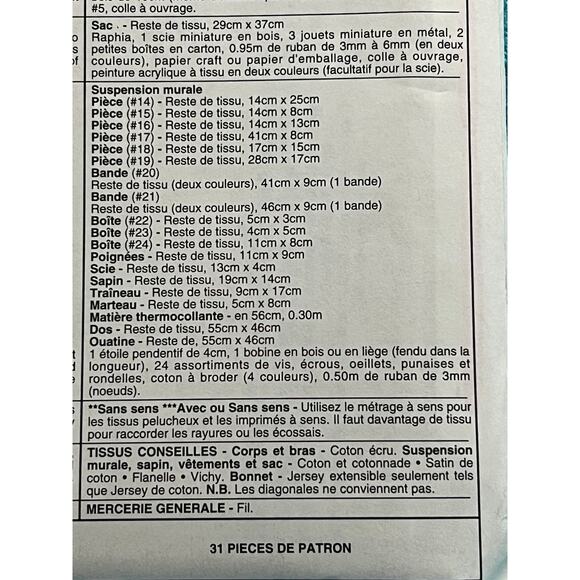 #5, colle à ouvrage.
Sac . - Reste de tissu, 29cm x 37cm
Raphia, 1 scie miniature en bois, 3 jouets miniature en métal, 2
petites boîtes en carton, 0.95m de ruban de 3mm à 6mm (en deux
couleurs), papier craft ou papier d'emballage, colle à ouvrage,
peinture acrylique à tissu en deux couleurs (facultatif pour la scie).
Suspension murale
Pièce (#14) - Reste de tissu, 14cm x 25cm
Pièce (#15) - Reste de tissu, 14cm x 8cm
Pièce (#16) - Reste de tissu, 14cm x 13cm
Pièce (#17) - Reste de tissu, 41cm x 8cm
Pièce (#18) - Reste de tissu, 17cm x 15cm
Pièce (#19) - Reste de tissu, 28cm x 17cm
Bande (#20)
Reste de tissu (deux couleurs), 41cm x 9cm (1 bande)
Bande (#21)
Reste de tissu (deux couleurs), 46cm x 9cm (1 bande)
Boîte (#22) - Reste de tissu, 5cm x 3cm
Boîte (#23) - Reste de tissu, 4cm x 5cm
Boîte (#24) - Reste de tissu, 11cm x 8cm
Poignées - Reste de tissu, 11cm x 9cm
Scie - Reste de tissu, 13cm x 4cm
Sapin - Reste de tissu, 19cm x 14cm
Traîneau - Reste de tissu, 9cm x 17cm
Marteau - Reste de tissu, 5cm x 8cm
Matière thermocollante - en 56cm, 0.30m
Dos - Reste de tissu, 55cm x 46cm
Ouatine - Reste de, 55cm x 46cm
1 étoile pendentif de 4cm, 1 bobine en bois ou en liège (fendu dans la
longueur), 24 assortiments de vis, écrous, oeillets, punaises et
rondelles, coton à broder (4 couleurs), 0.50m de ruban de 3mm
(noeuds).
**Sans sens ***Avec ou Sans sens - Utilisez le métrage à sens pour
les tissus pelucheux et les imprimés à sens. Il faut davantage de tissu
pour raccorder les rayures ou les écossais.
TISSUS CONSEILLES - Corps et bras - Coton écru. Suspension
murale, sapin, vêtements et sac - Coton et cotonnade • Satin de
coton • Flanelle • Vichy. Bonnet - Jersey extensible seulement tels
que Jersey de coton. N.B. Les diagonales ne conviennent pas.
MERCERIE GENERALE - Fil.
31 PIECES DE PATRON